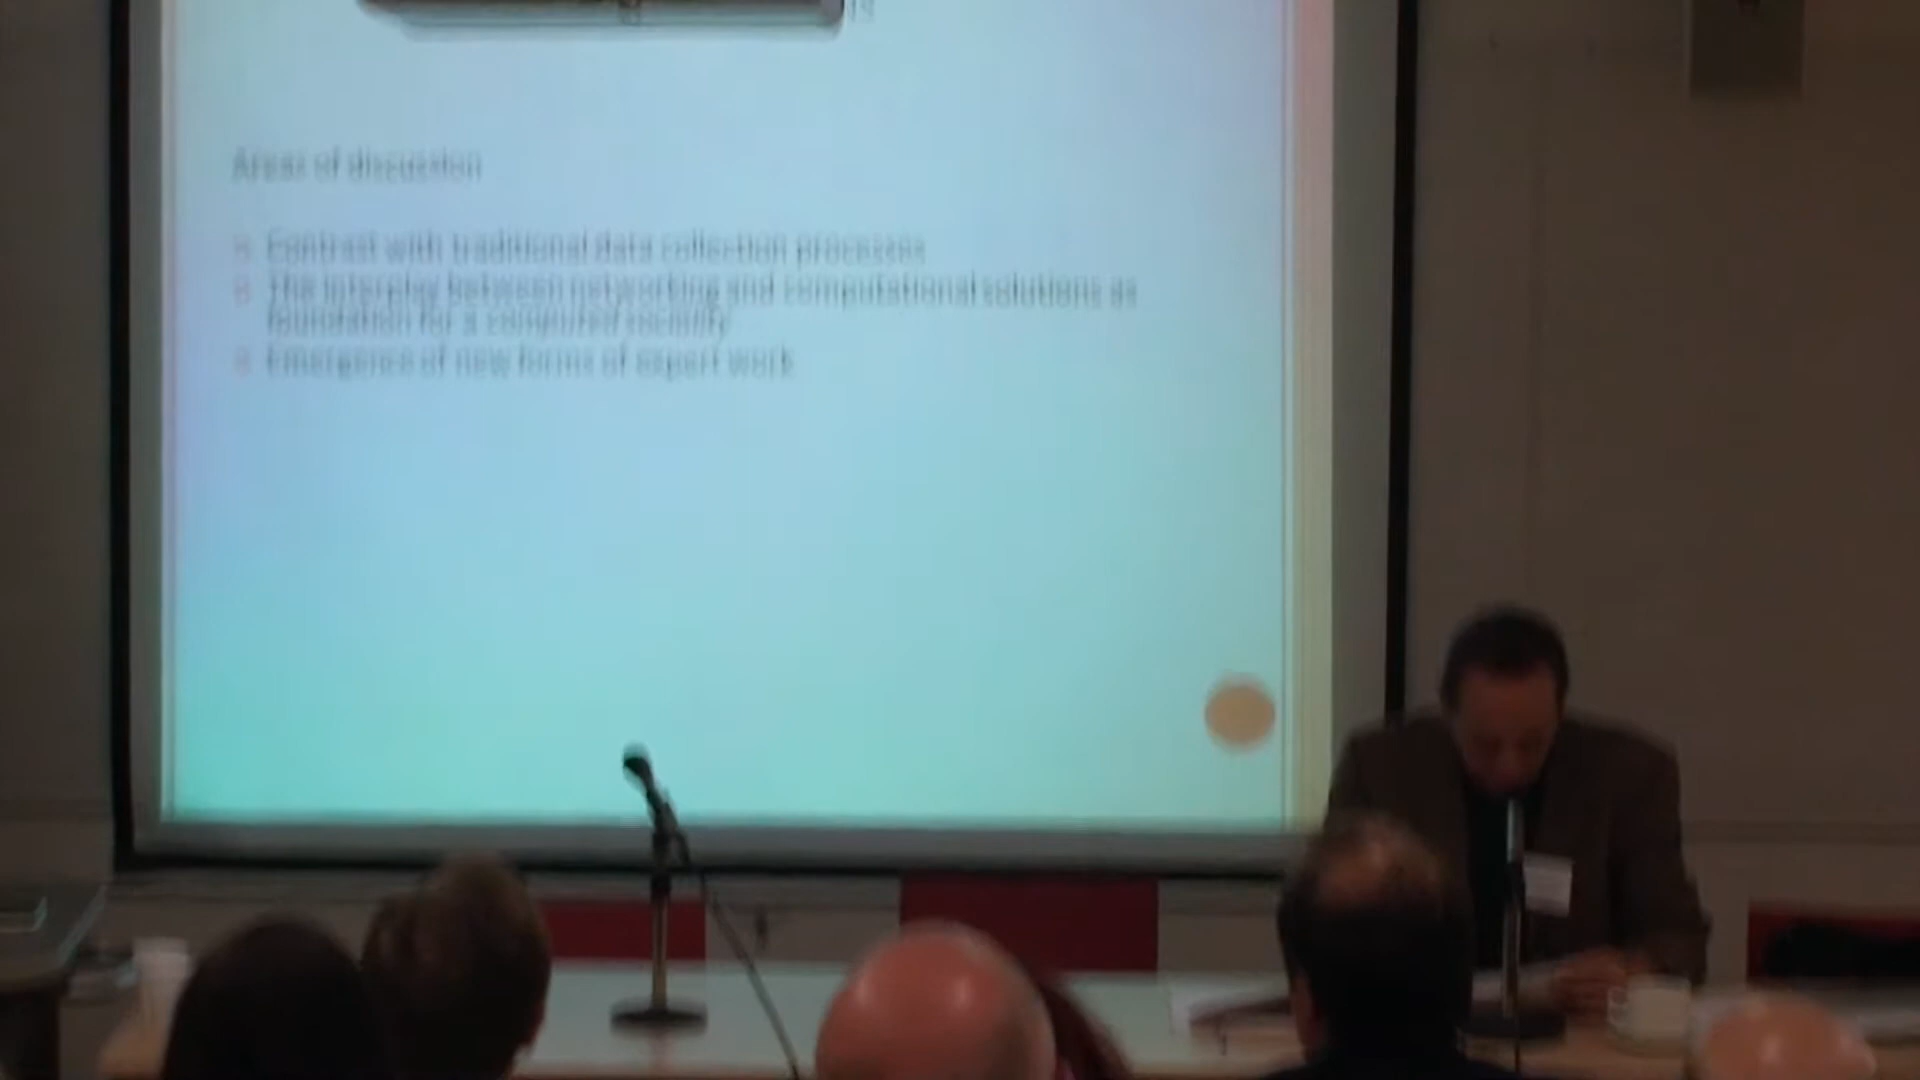 Areas of discussion
Contrast with traditional data collection processes
The interplay between networking and computational solutions as
foundation for a computed sociality
Emergence of new forms of expert work